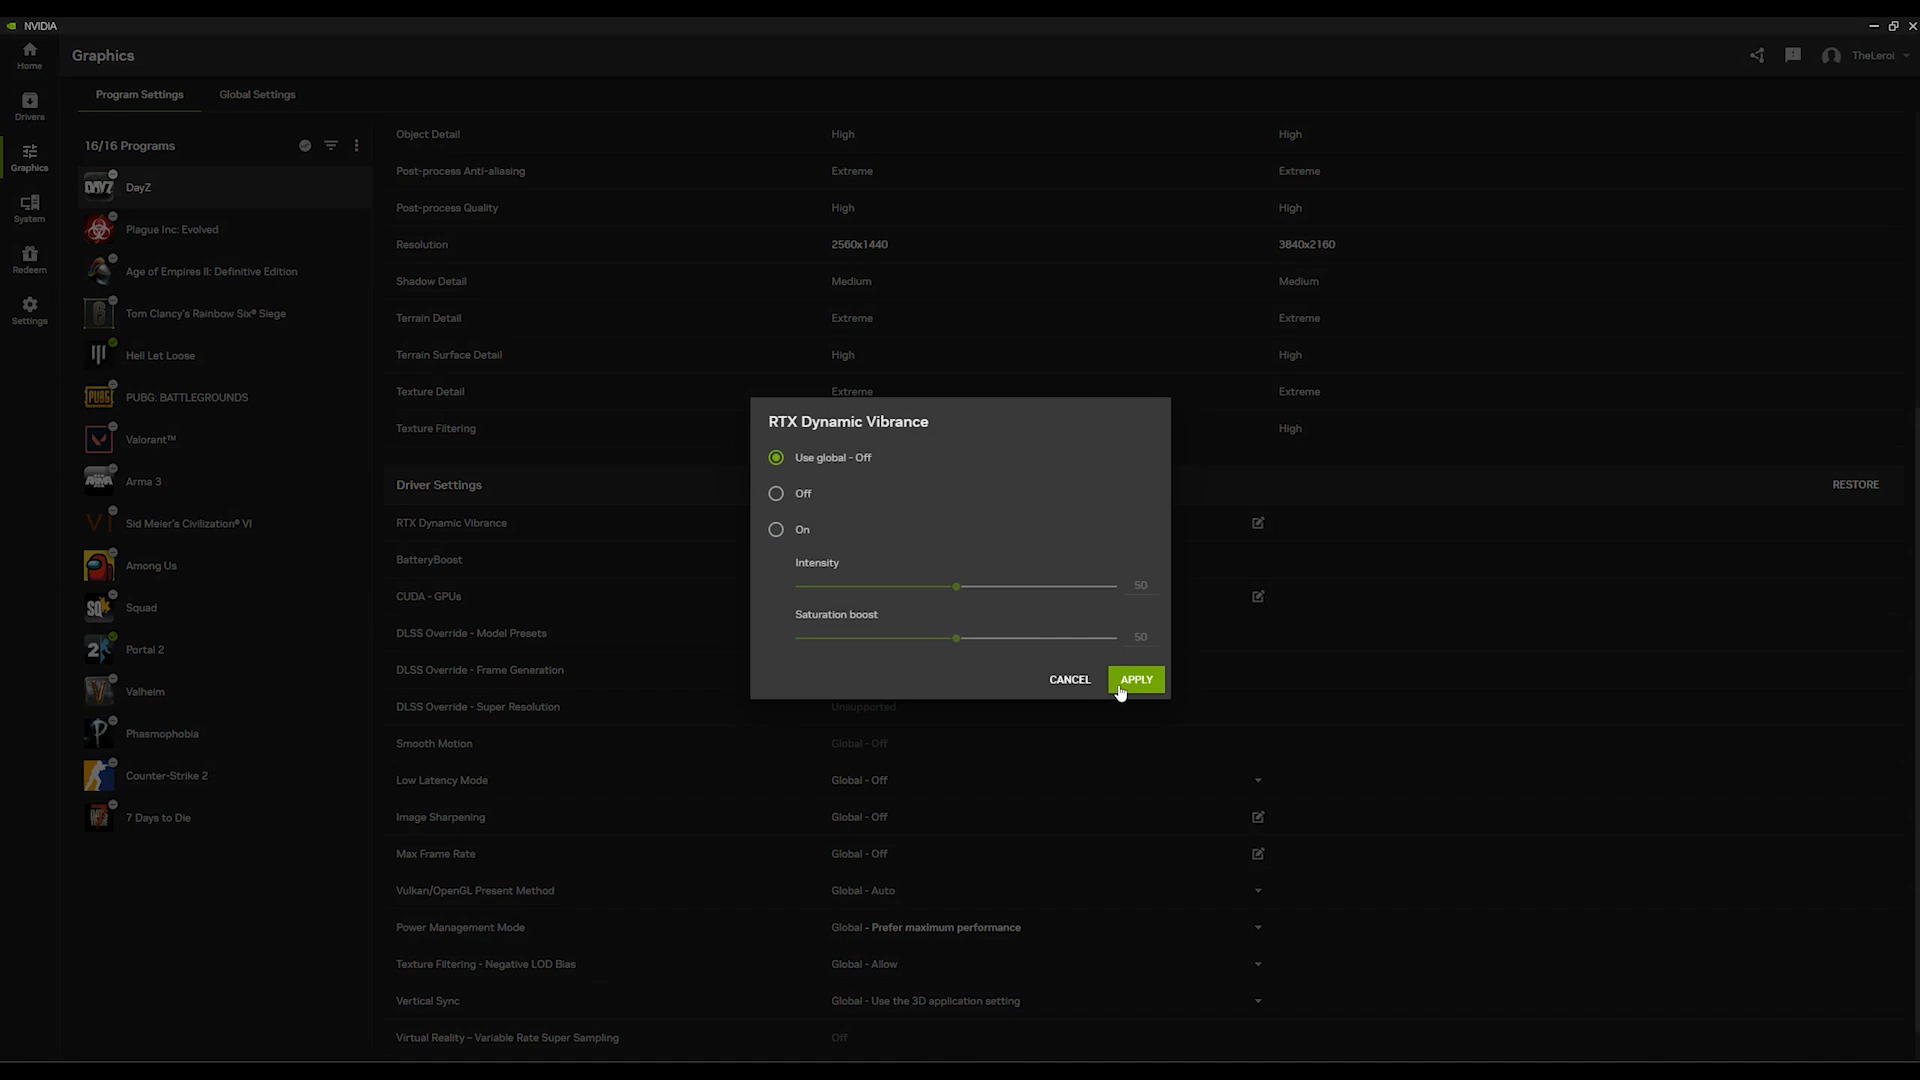 NVIDIA
Home
Graphics
TheLeroi
Program Settings
Global Settings
Drivers
Graphics
System
Redeem
Settings
16/16 Programs
DayZ
Plague Inc: Evolved
Age of Empires II: Definitive Edition
Tom Clancy's Rainbow Six® Siege
Hell Let Loose
PUBG: BATTLEGROUNDS
Valorant™
Arma 3
Sid Meier's Civilization® VI
Among Us
Squad
Portal 2
Valheim
Phasmophobia
Counter-Strike 2
7 Days to Die
Object Detail High High
Post-process Anti-aliasing Extreme Extreme
Post-process Quality High High
Resolution 2560x1440 3840x2160
Shadow Detail Medium Medium
Terrain Detail Extreme Extreme
Terrain Surface Detail High High
Texture Detail Extreme Extreme
Texture Filtering High
Driver Settings RESTORE
RTX Dynamic Vibrance
BatteryBoost
CUDA - GPUs
DLSS Override - Model Presets
DLSS Override - Frame Generation
DLSS Override - Super Resolution Unsupported
Smooth Motion Global - Off
Low Latency Mode Global - Off
Image Sharpening Global - Off
Max Frame Rate Global - Off
Vulkan/OpenGL Present Method Global - Auto
Power Management Mode Global - Prefer maximum performance
Texture Filtering - Negative LOD Bias Global - Allow
Vertical Sync Global - Use the 3D application setting
Virtual Reality – Variable Rate Super Sampling Off
RTX Dynamic Vibrance
Use global - Off
Off
On
Intensity
50
Saturation boost
50
CANCEL
APPLY